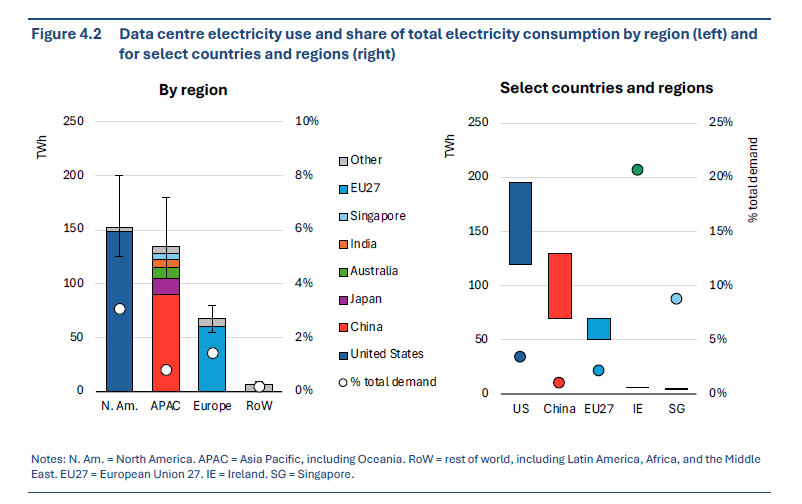 Figure 4.2 Data centre electricity use and share of total electricity consumption by region (left) and
for select countries and regions (right)
By region
TWh
250
200
150
100
50
0
10%
8%
6%
4%
2%
0%
N. Am.
APAC
Europe
RoW
Other
EU27
Singapore
India
Australia
Japan
China
United States
% total demand
Select countries and regions
TWh
250
200
150
100
50
0
25%
20%
15%
10%
5%
0%
% total demand
US
China
EU27
IE
SG
Notes: N. Am. = North America. APAC = Asia Pacific, including Oceania. RoW = rest of world, including Latin America, Africa, and the Middle
East. EU27 = European Union 27. IE = Ireland. SG = Singapore.